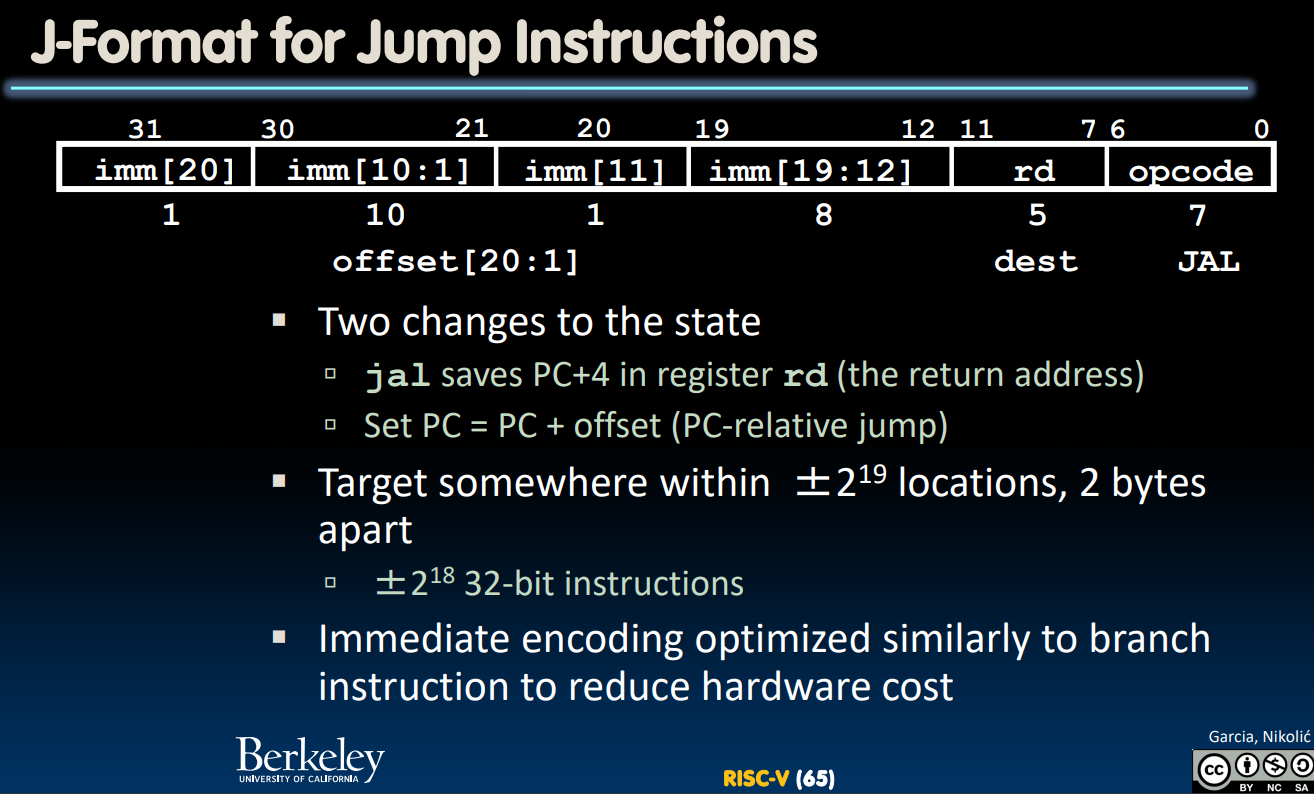 J-Format for Jump Instructions
31 30 21 20 19 12 11 7 6 0
imm[20] imm[10:1] imm[11] imm[19:12] rd opcode
1 10 1 8 5 7
offset[20:1] dest JAL
▪ Two changes to the state
▫ jal saves PC+4 in register rd (the return address)
▫ Set PC = PC + offset (PC-relative jump)
▪ Target somewhere within ±2¹⁹ locations, 2 bytes
apart
▫ ±2¹⁸ 32-bit instructions
▪ Immediate encoding optimized similarly to branch
instruction to reduce hardware cost
Berkeley
UNIVERSITY OF CALIFORNIA
RISC-V (65)
Garcia, Nikolić
cc
BY NC SA